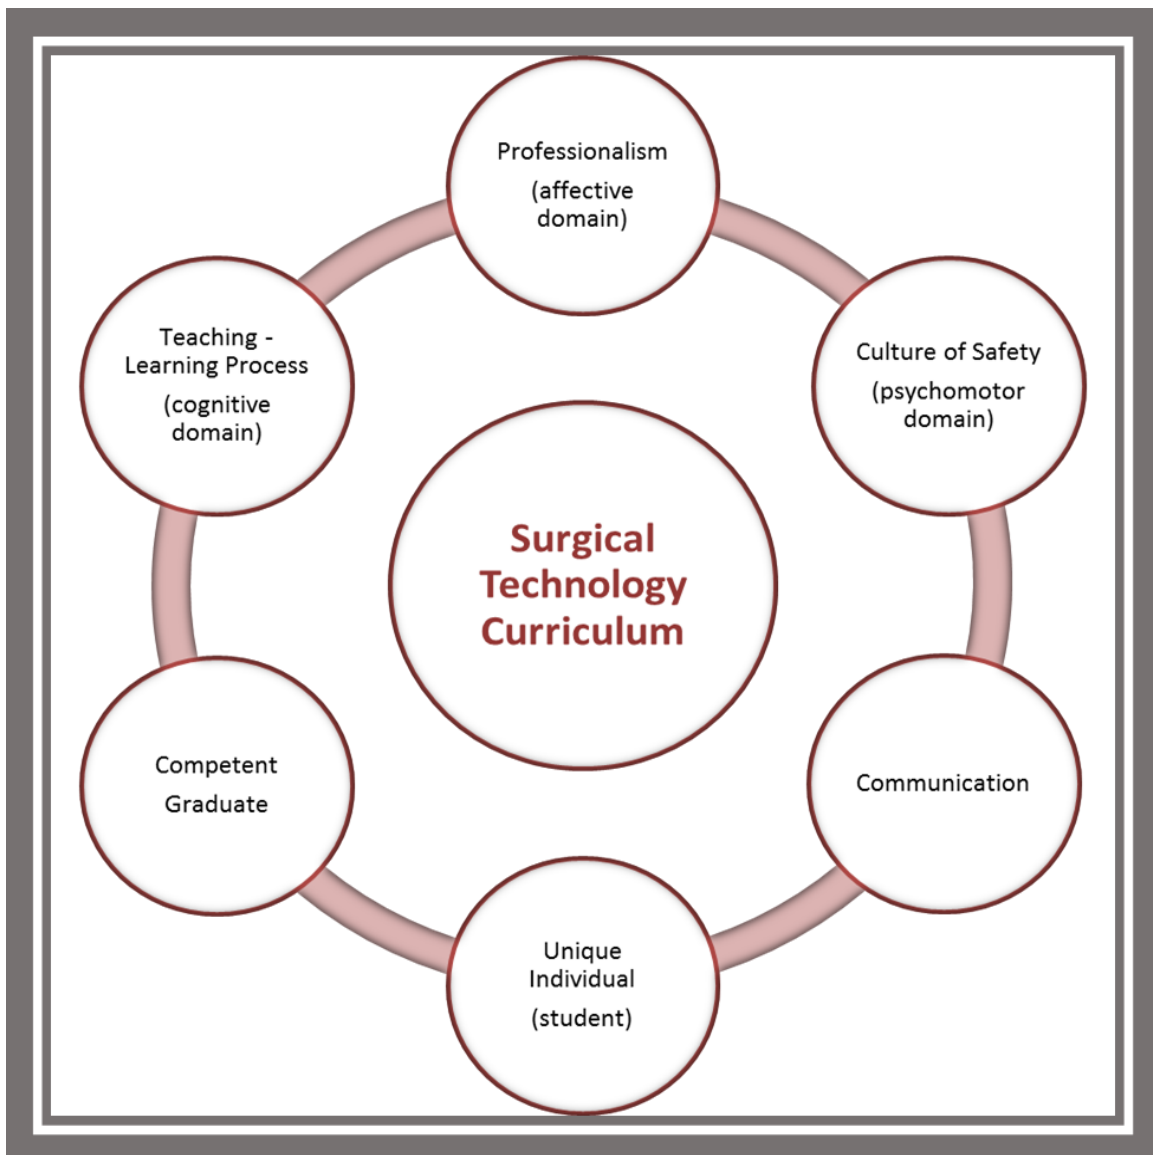 Professionalism
(affective
domain)
Teaching -
Learning Process
(cognitive
domain)
Culture of Safety
(psychomotor
domain)
Surgical
Technology
Curriculum
Competent
Graduate
Communication
Unique
Individual
(student)